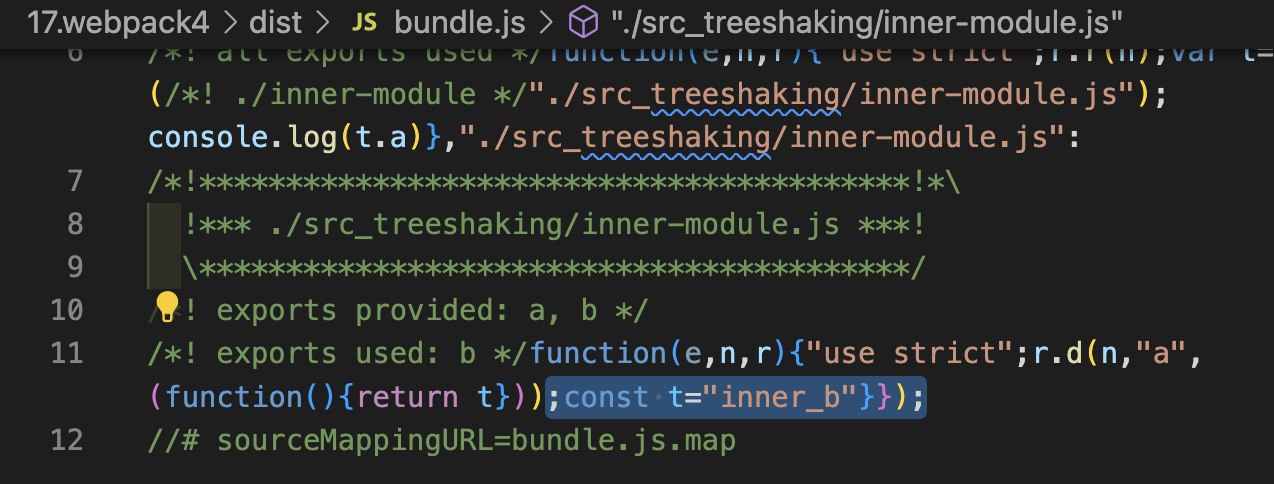 17.webpack4 > dist > JS bundle.js > "./src_treeshaking/inner-module.js"
6 /*! all exports used */function(e,n,r){"use strict";r.r(n);var t=
(/*! ./inner-module */"./src_treeshaking/inner-module.js");
console.log(t.a)},"./src_treeshaking/inner-module.js":
7 /*!*****************************************!*\
8 !*** ./src_treeshaking/inner-module.js ***!
9 \*****************************************/
10 /*! exports provided: a, b */
11 /*! exports used: b */function(e,n,r){"use strict";r.d(n,"a",
(function(){return t}));const t="inner_b"}});
12 //# sourceMappingURL=bundle.js.map